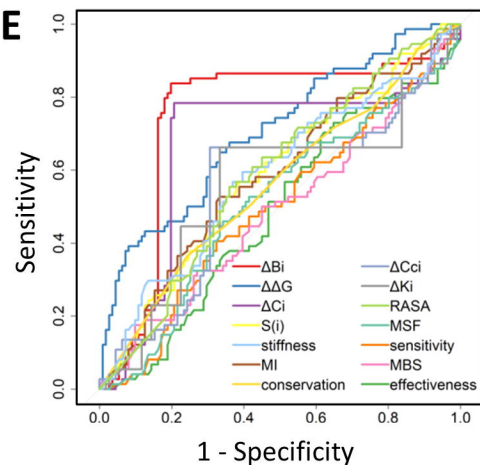 E
Sensitivity
1.0
0.8
0.6
0.4
0.2
0.0
ΔBi ΔCci
ΔΔG ΔKi
ΔCi RASA
S(i) MSF
stiffness sensitivity
MI MBS
conservation effectiveness
0.0 0.2 0.4 0.6 0.8 1.0
1 - Specificity